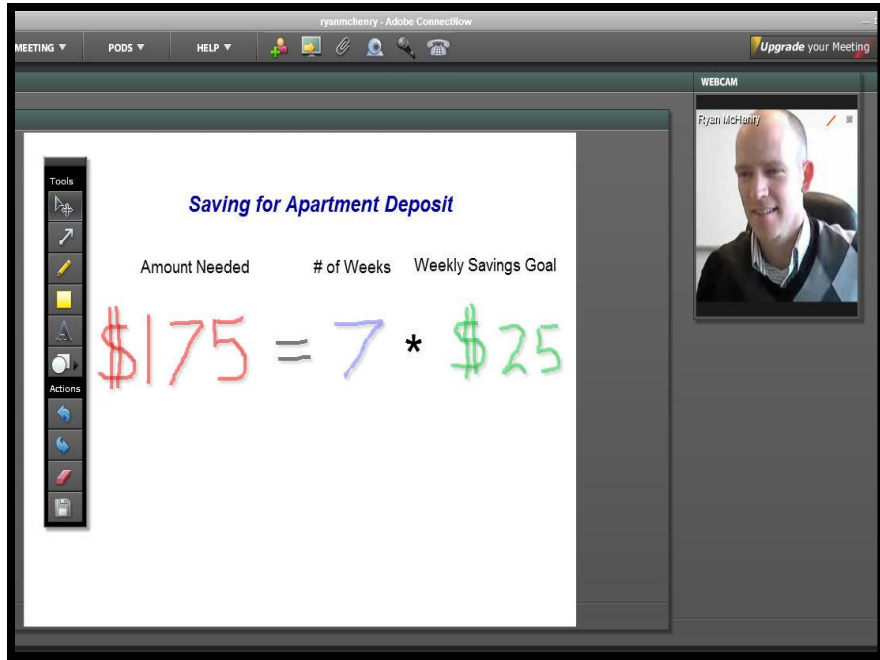 ryanmchenry - Adobe ConnectNow
MEETING PODS HELP Upgrade your Meeting
WEBCAM
Ryan McHenry
Tools
A
Actions
Saving for Apartment Deposit
Amount Needed # of Weeks Weekly Savings Goal
$175 = 7 * $25